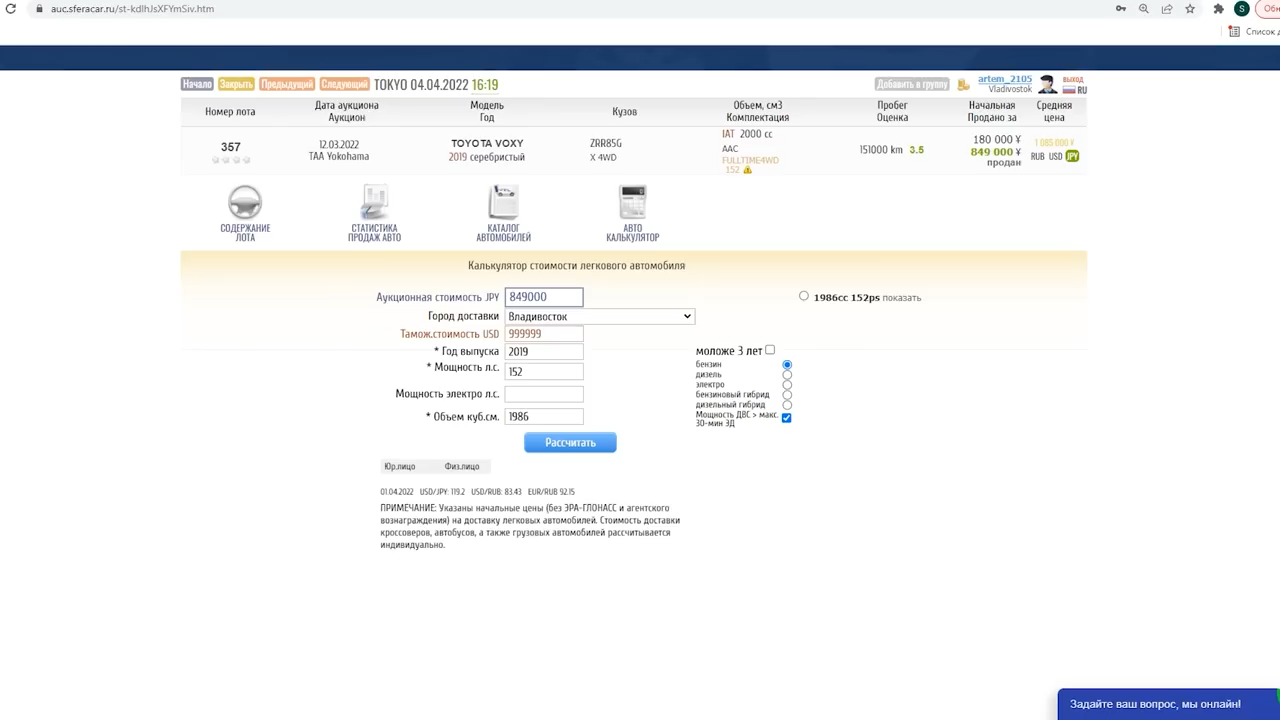 auc.sferacar.ru/st-kdlhJsXFYmSiv.htm
S
Обн
Список д
Начало Закрыть Предыдущий Следующий TOKYO 04.04.2022 16:19 Добавить в группу artem_2105 Vladivostok выход RU
Номер лота Дата аукциона Аукцион Модель Год Кузов Объем, см3 Комплектация Пробег Оценка Начальная Продано за Средняя цена
357 12.03.2022 TAA Yokohama TOYOTA VOXY 2019 серебристый ZRR85G X 4WD IAT 2000 cc AAC FULLTIME4WD 152 151000 km 3.5 180 000 ¥ 849 000 ¥ продан 1 085 000 ¥ RUB USD JPY
СОДЕРЖАНИЕ ЛОТА
СТАТИСТИКА ПРОДАЖ АВТО
КАТАЛОГ АВТОМОБИЛЕЙ
АВТО КАЛЬКУЛЯТОР
Калькулятор стоимости легкового автомобиля
Аукционная стоимость JPY 849000
1986cc 152ps показать
Город доставки Владивосток
Тамож.стоимость USD 999999
* Год выпуска 2019
моложе 3 лет
* Мощность л.с. 152
бензин
дизель
электро
Мощность электро л.с.
бензиновый гибрид
дизельный гибрид
* Объем куб.см. 1986
Мощность ДВС > макс.
30-мин ЭД
Рассчитать
Юр.лицо Физ.лицо
01.04.2022 USD/JPY: 119.2 USD/RUB: 83.43 EUR/RUB 92.15
ПРИМЕЧАНИЕ: Указаны начальные цены (без ЭРА-ГЛОНАСС и агентского
вознаграждения) на доставку легковых автомобилей. Стоимость доставки
кроссоверов, автобусов, а также грузовых автомобилей рассчитывается
индивидуально.
Задайте ваш вопрос, мы онлайн!